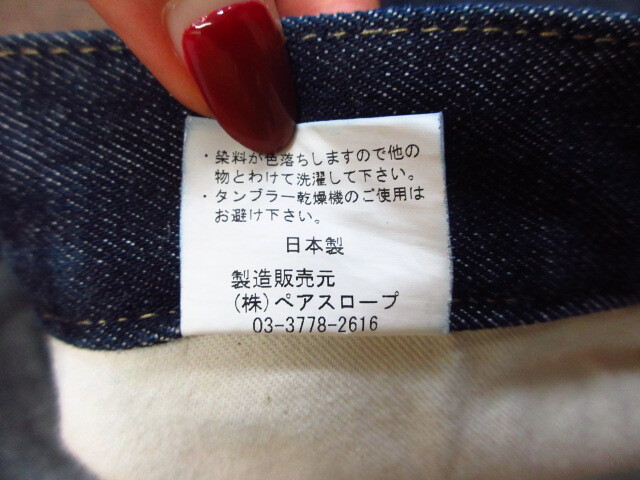 ・染料が色落ちしますので他の
物とわけて洗濯して下さい。
・タンブラー乾燥機のご使用は
お避け下さい。
日本製
製造販売元
(株)ペアスロープ
03-3778-2616